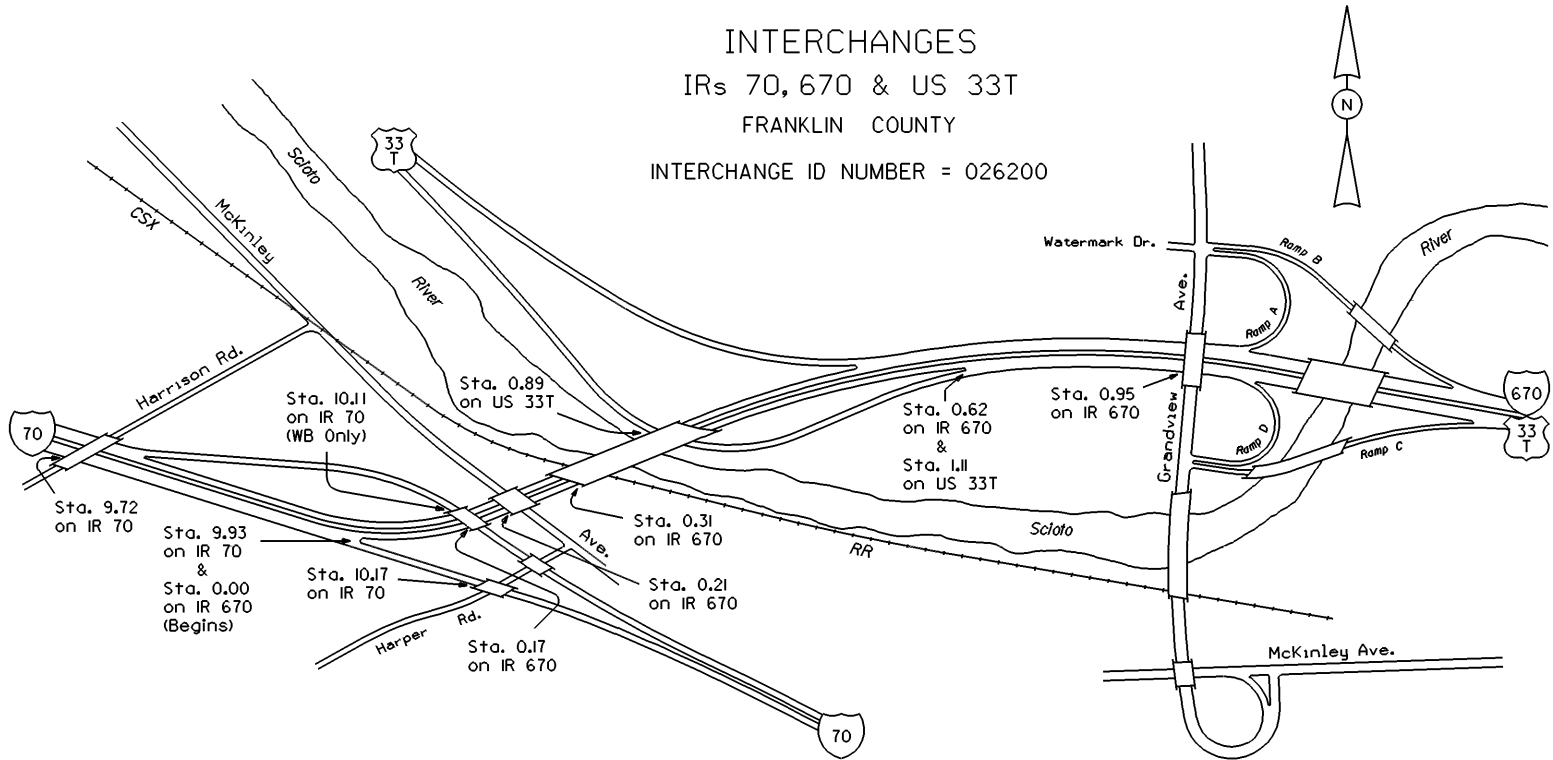 INTERCHANGES
IRs 70, 670 & US 33T
FRANKLIN COUNTY
INTERCHANGE ID NUMBER = 026200
N
33
T
Scioto
River
McKinley
CSX
Harrison Rd.
Watermark Dr.
Ramp B
River
Ave.
Ramp A
Sta. 10.11
on IR 70
(WB Only)
Sta. 0.89
on US 33T
Sta. 0.62
on IR 670
&
Sta. 1.11
on US 33T
Sta. 0.95
on IR 670
Grandview
Ramp D
Ramp C
670
33
T
70
Sta. 9.72
on IR 70
Sta. 9.93
on IR 70
&
Sta. 0.00
on IR 670
(Begins)
Sta. 10.17
on IR 70
Sta. 0.31
on IR 670
Ave.
Sta. 0.21
on IR 670
Scioto
RR
Harper Rd.
Sta. 0.17
on IR 670
McKinley Ave.
70